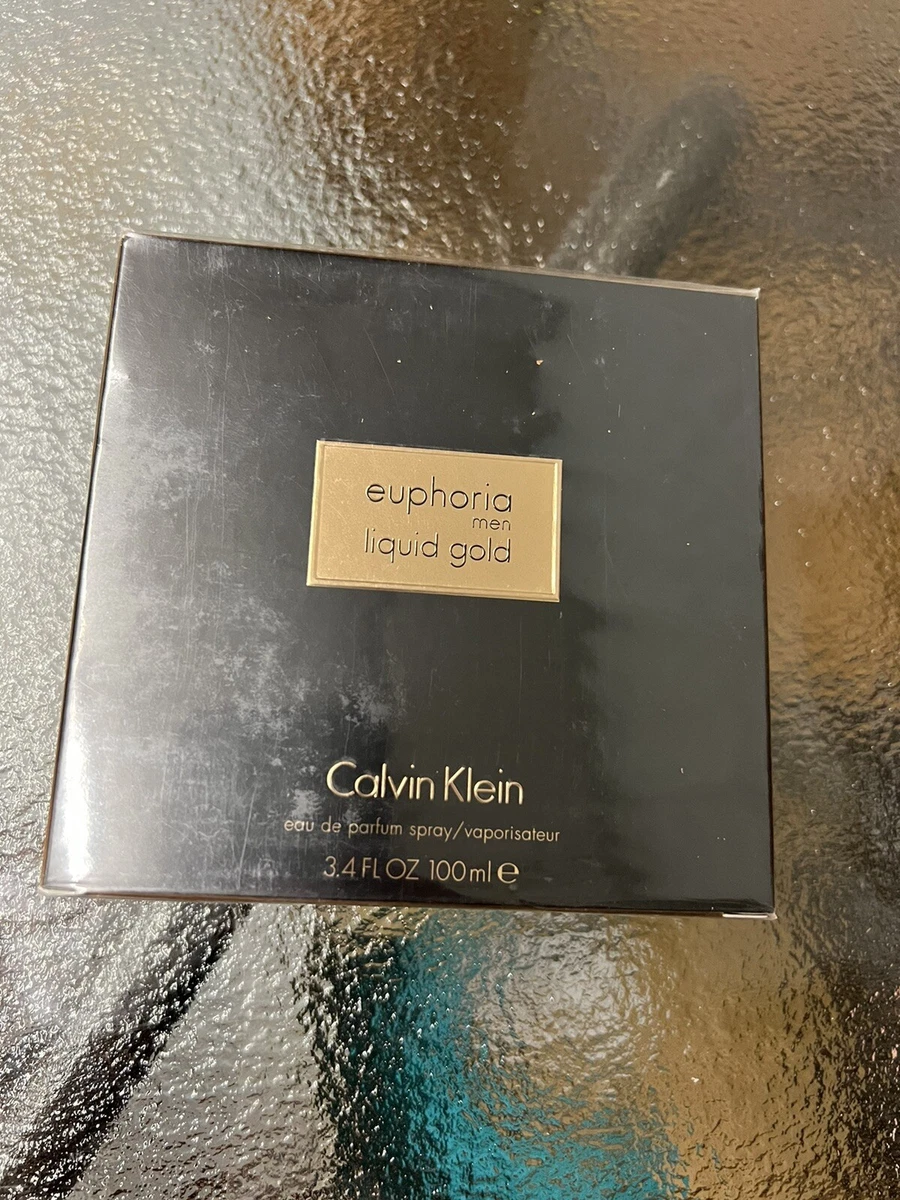 euphoria
men
liquid gold
Calvin Klein
eau de parfum spray/vaporisateur
3.4 FL OZ 100ml ℮